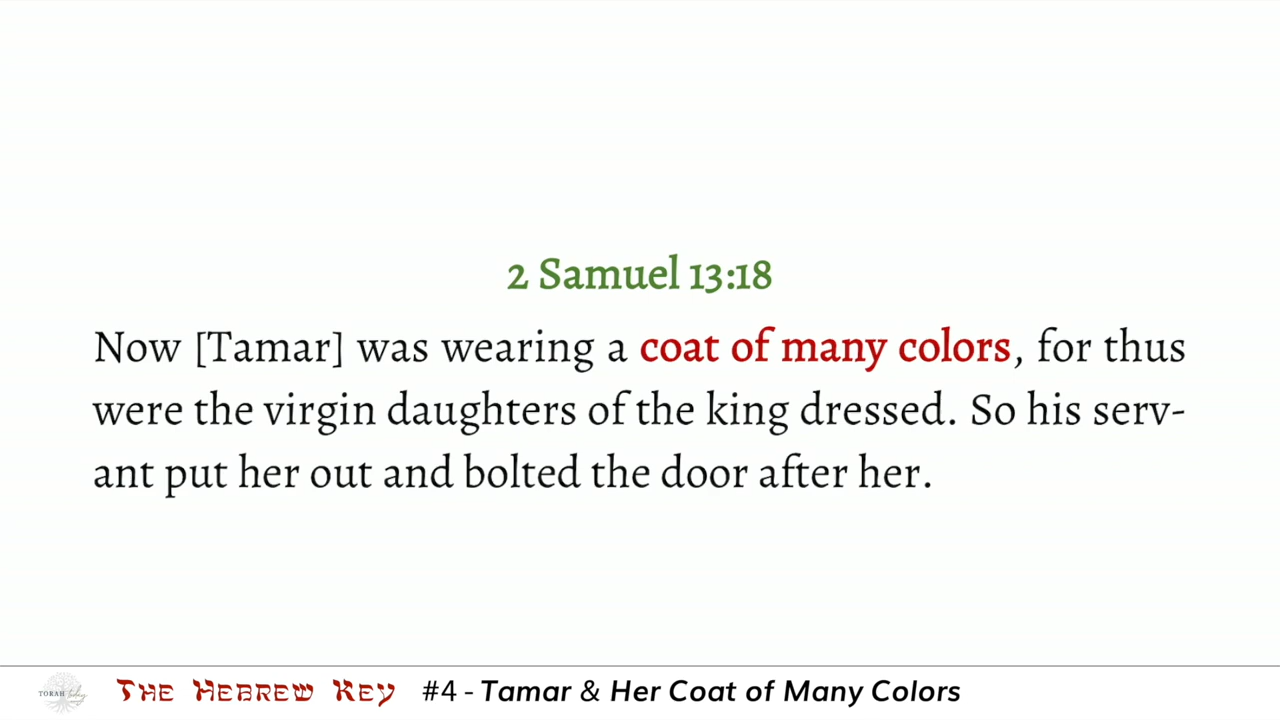 2 Samuel 13:18
Now [Tamar] was wearing a coat of many colors, for thus
were the virgin daughters of the king dressed. So his serv-
ant put her out and bolted the door after her.
TORAH today
The Hebrew Key #4 - Tamar & Her Coat of Many Colors